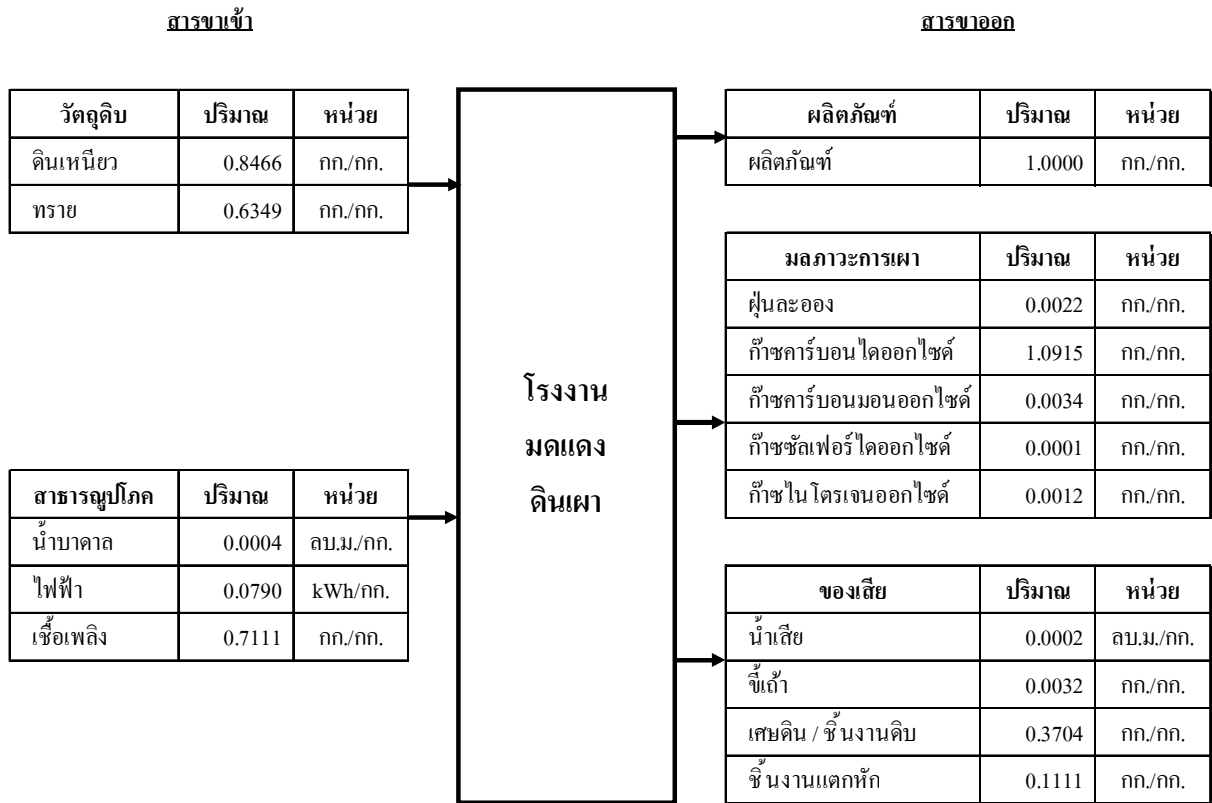 สารขาเข้า
สารขาออก
วัตถุดิบ ปริมาณ หน่วย
ดินเหนียว 0.8466 กก./กก.
ทราย 0.6349 กก./กก.
สาธารณูปโภค ปริมาณ หน่วย
น้ำบาดาล 0.0004 ลบ.ม./กก.
ไฟฟ้า 0.0790 kWh/กก.
เชื้อเพลิง 0.7111 กก./กก.
โรงงาน
มดแดง
ดินเผา
ผลิตภัณฑ์ ปริมาณ หน่วย
ผลิตภัณฑ์ 1.0000 กก./กก.
มลภาวะการเผา ปริมาณ หน่วย
ฝุ่นละออง 0.0022 กก./กก.
ก๊าซคาร์บอนไดออกไซด์ 1.0915 กก./กก.
ก๊าซคาร์บอนมอนออกไซด์ 0.0034 กก./กก.
ก๊าซซัลเฟอร์ไดออกไซด์ 0.0001 กก./กก.
ก๊าซไนโตรเจนออกไซด์ 0.0012 กก./กก.
ของเสีย ปริมาณ หน่วย
น้ำเสีย 0.0002 ลบ.ม./กก.
ขี้เถ้า 0.0032 กก./กก.
เศษดิน / ชิ้นงานดิบ 0.3704 กก./กก.
ชิ้นงานแตกหัก 0.1111 กก./กก.